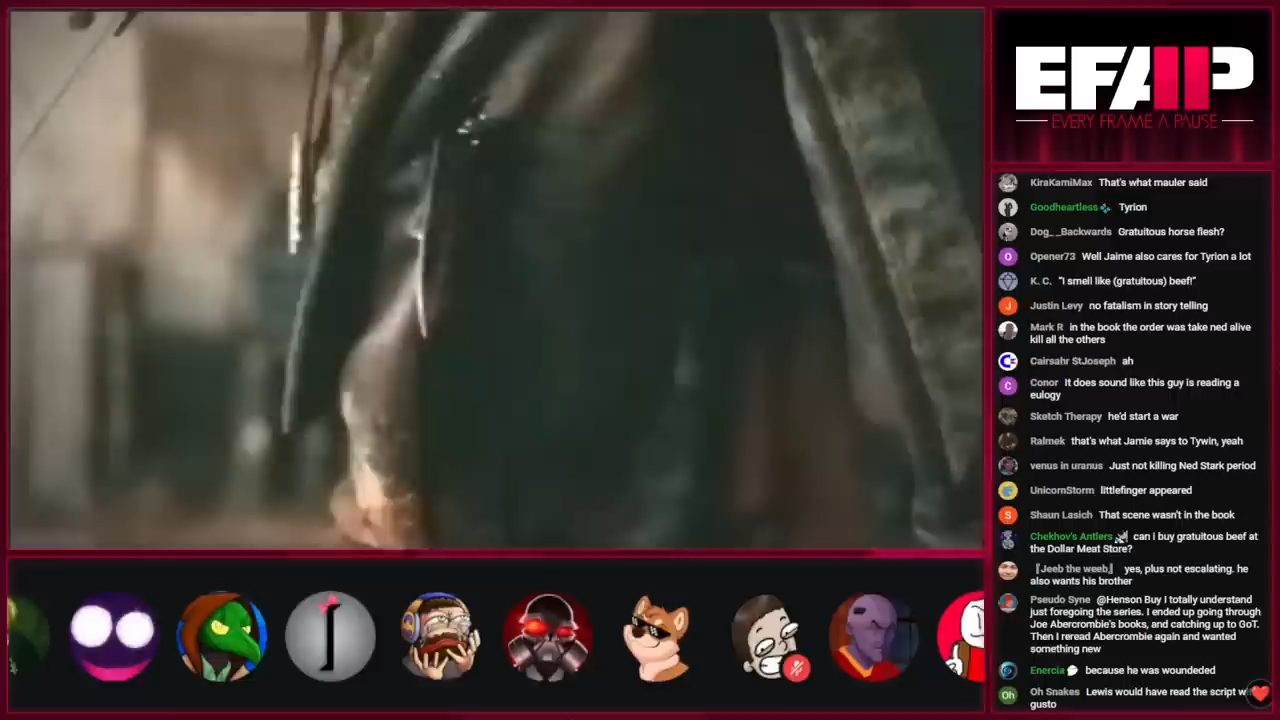 EFAP
EVERY FRAME A PAUSE
KiraKamiMax That's what mauler said
Goodheartless Tyrion
Dog__Backwards Gratuitous horse flesh?
Opener73 Well Jaime also cares for Tyrion a lot
K. C. "I smell like (gratuitous) beef!"
Justin Levy no fatalism in story telling
Mark R in the book the order was take ned alive
kill all the others
Cairsahr StJoseph ah
Conor It does sound like this guy is reading a
eulogy
Sketch Therapy he'd start a war
Ralmek that's what Jamie says to Tywin, yeah
venus in uranus Just not killing Ned Stark period
UnicornStorm littlefinger appeared
Shaun Lasich That scene wasn't in the book
Chekhov's Antlers can i buy gratuitous beef at
the Dollar Meat Store?
『Jeeb the weeb』 yes, plus not escalating. he
also wants his brother
Pseudo Syne @Henson Buy I totally understand
just foregoing the series. I ended up going through
Joe Abercrombie's books, and catching up to GoT.
Then I reread Abercrombie again and wanted
something new
Enercia because he was woundeded
Oh Snakes Lewis would have read the script
gusto